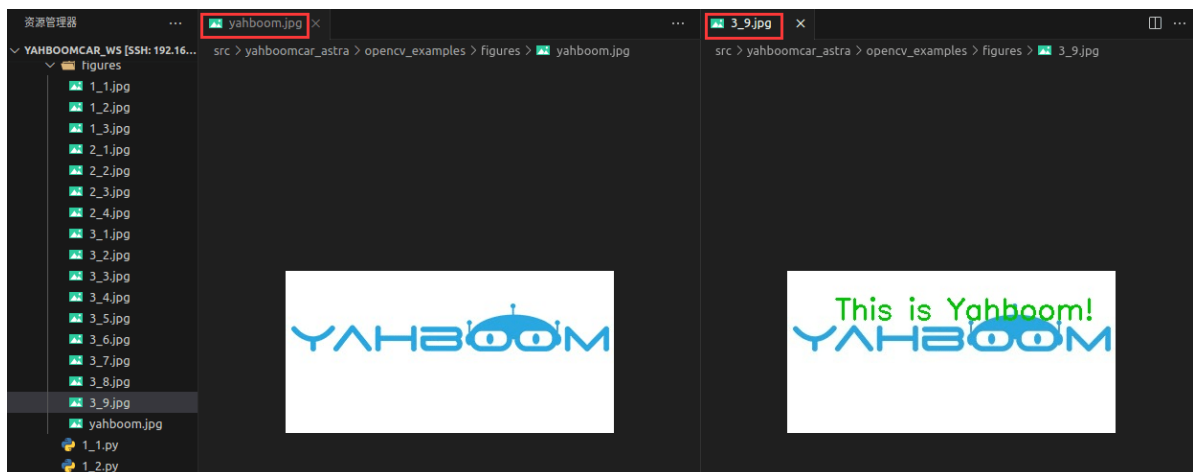 资源管理器 ...
YAHBOOMCAR_WS [SSH: 192.16...
figures
1_1.jpg
1_2.jpg
1_3.jpg
2_1.jpg
2_2.jpg
2_3.jpg
2_4.jpg
3_1.jpg
3_2.jpg
3_3.jpg
3_4.jpg
3_5.jpg
3_6.jpg
3_7.jpg
3_8.jpg
3_9.jpg
yahboom.jpg
1_1.py
1_2.py
yahboom.jpg ...
src > yahboomcar_astra > opencv_examples > figures > yahboom.jpg
YAHBOOM
3_9.jpg ...
src > yahboomcar_astra > opencv_examples > figures > 3_9.jpg
This is Yahboom!
YAHBOOM